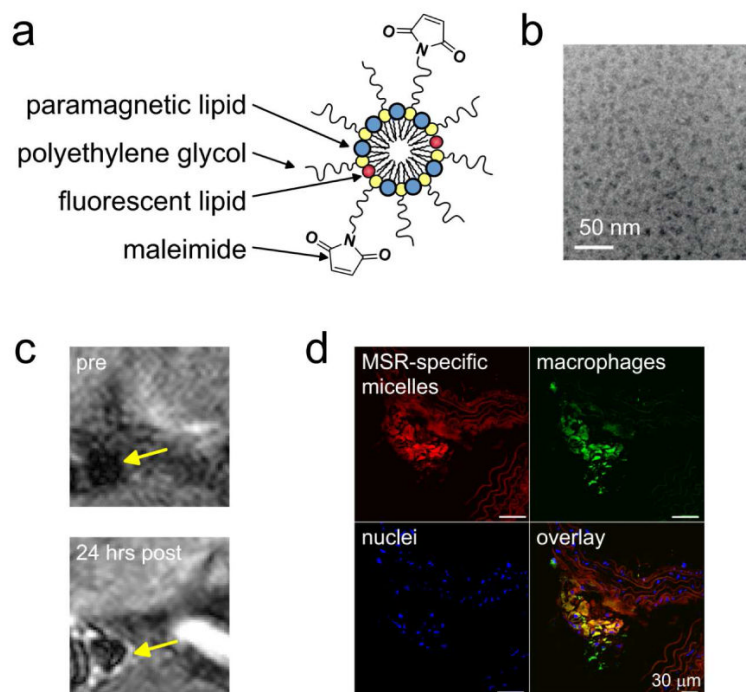 a
paramagnetic lipid
polyethylene glycol
fluorescent lipid
maleimide
O
N
O
O
N
O
b
50 nm
c
pre
24 hrs post
d
MSR-specific
micelles
macrophages
nuclei
overlay
30 μm